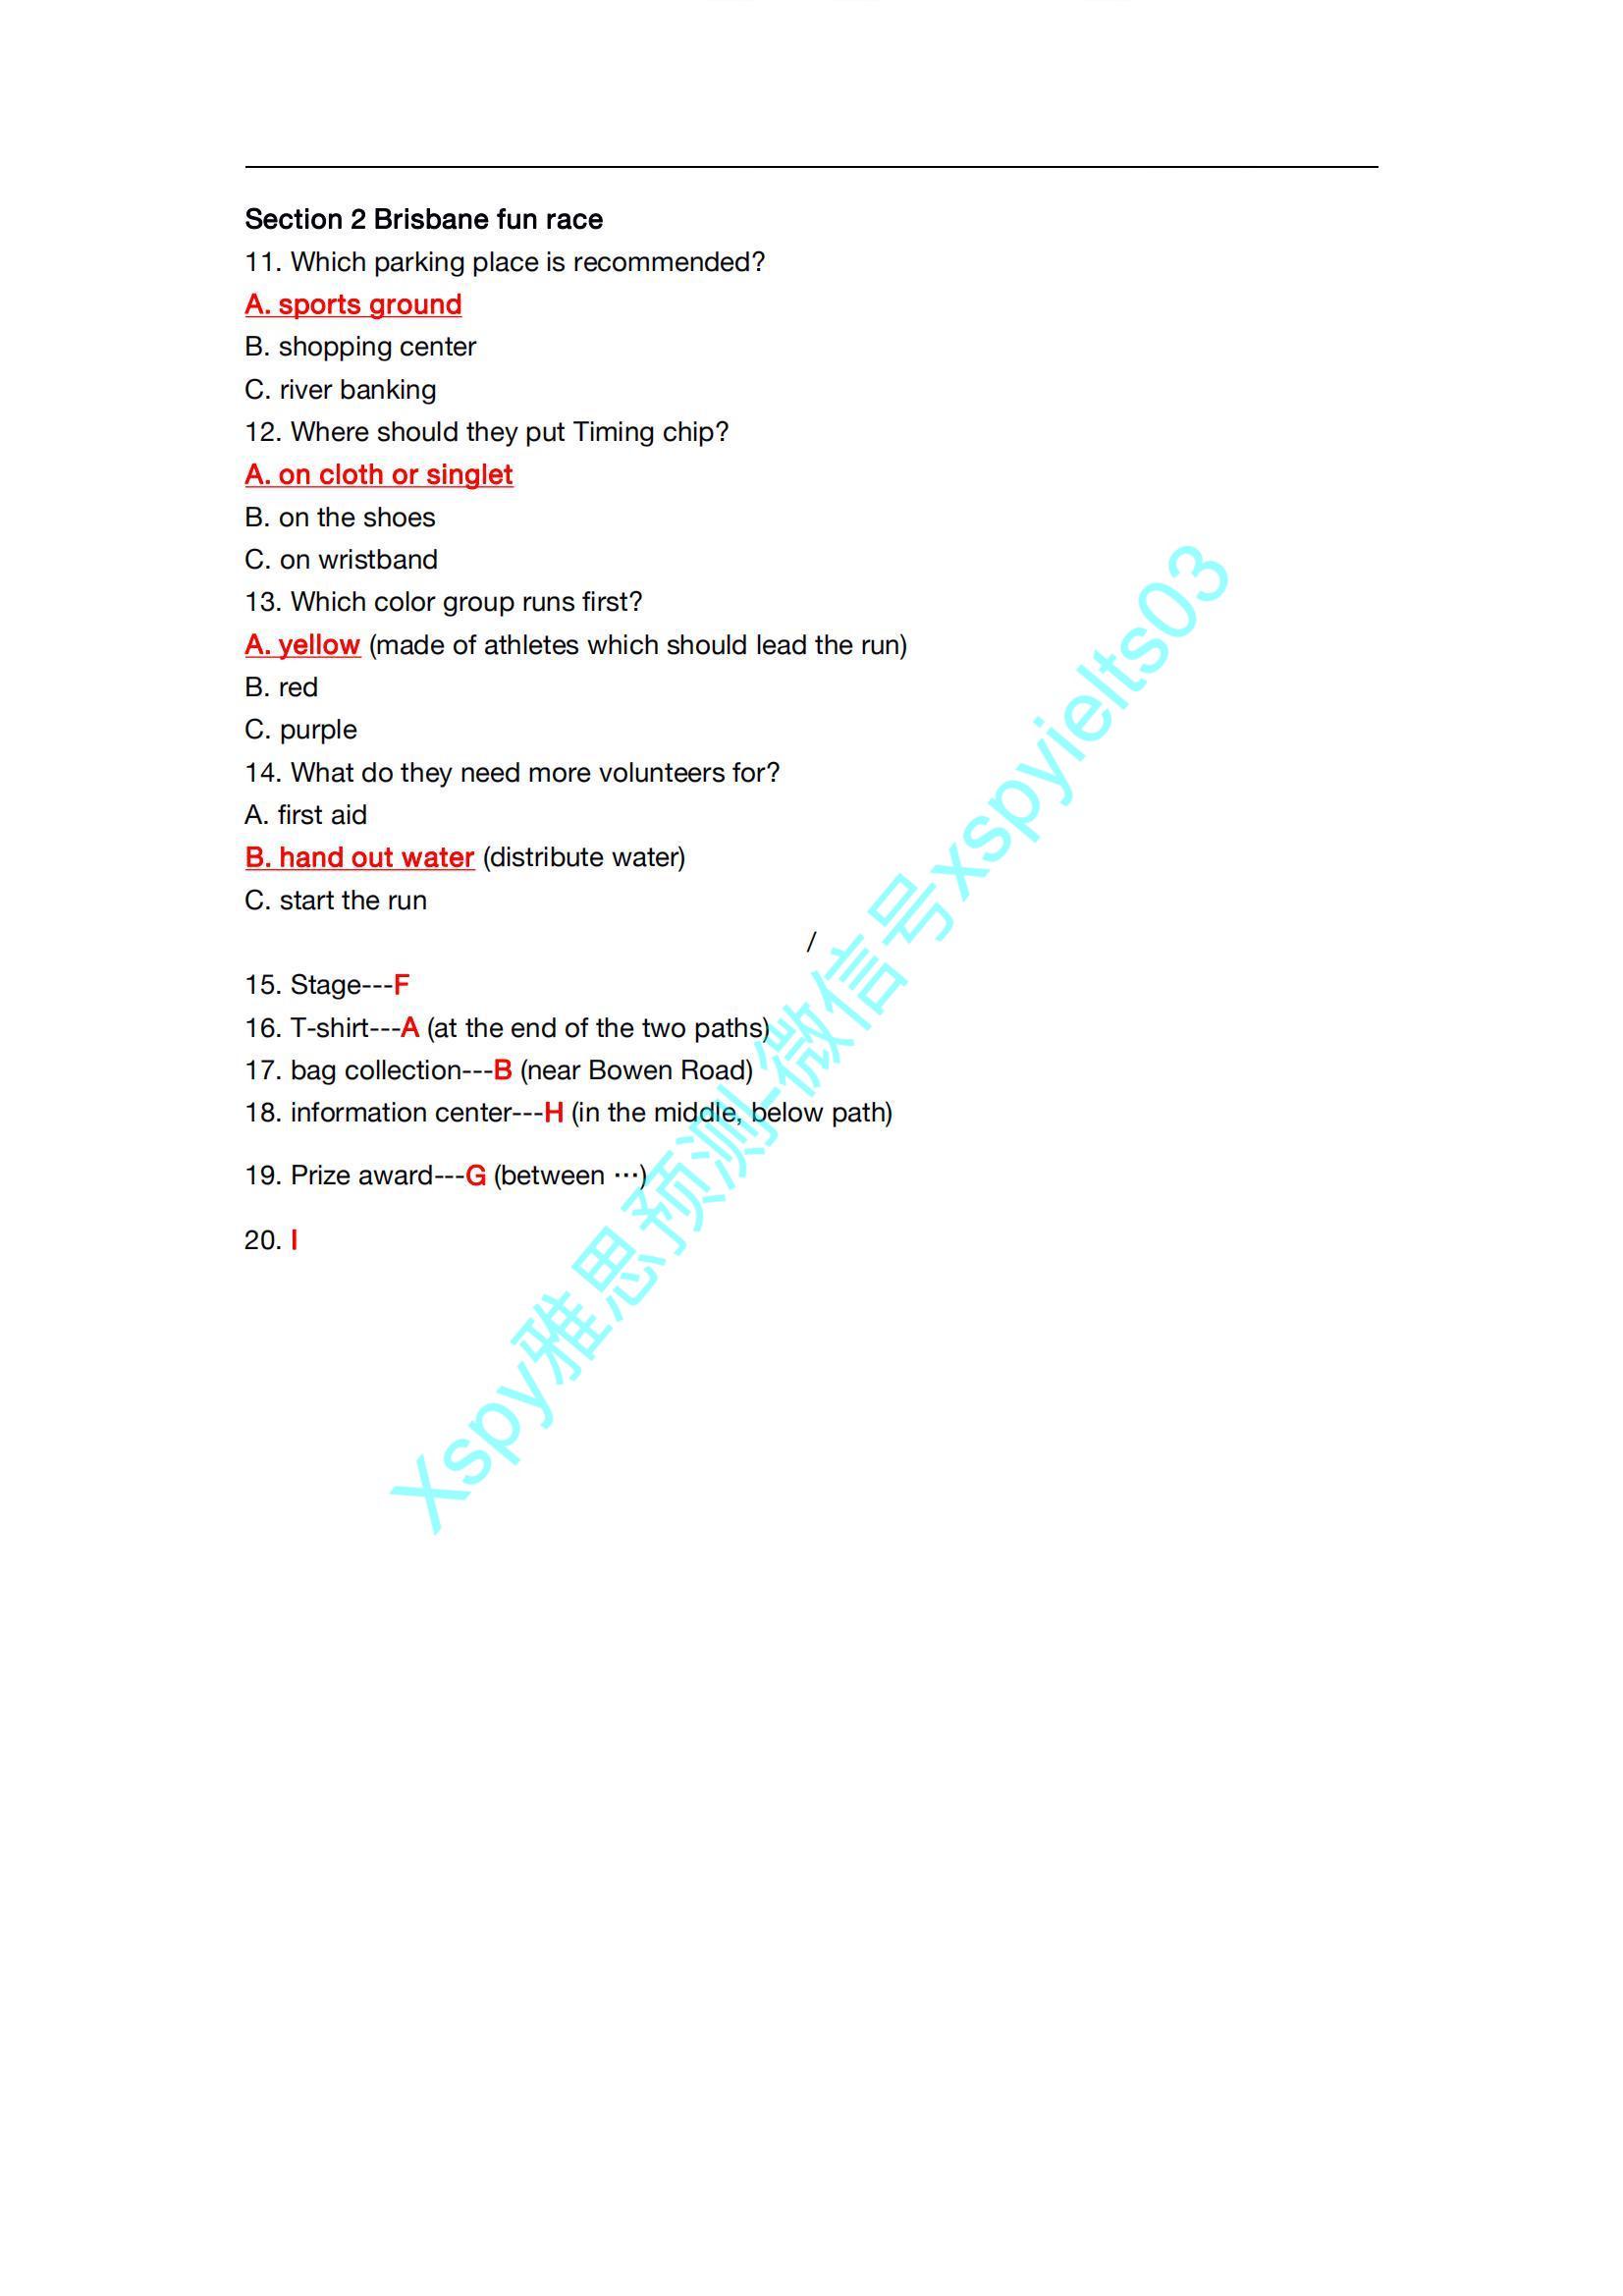 Section 2 Brisbane fun race
11. Which parking place is recommended?
A. sports ground
B. shopping center
C. river banking
12. Where should they put Timing chip?
A. on cloth or singlet
B. on the shoes
C. on wristband
13. Which color group runs first?
A. yellow (made of athletes which should lead the run)
B. red
C. purple
14. What do they need more volunteers for?
A. first aid
B. hand out water (distribute water)
C. start the run
/
15. Stage---F
16. T-shirt---A (at the end of the two paths)
17. bag collection---B (near Bowen Road)
18. information center---H (in the middle, below path)
19. Prize award---G (between ⋯)
20. I
Xspy雅思预测-微信号xspyielts03